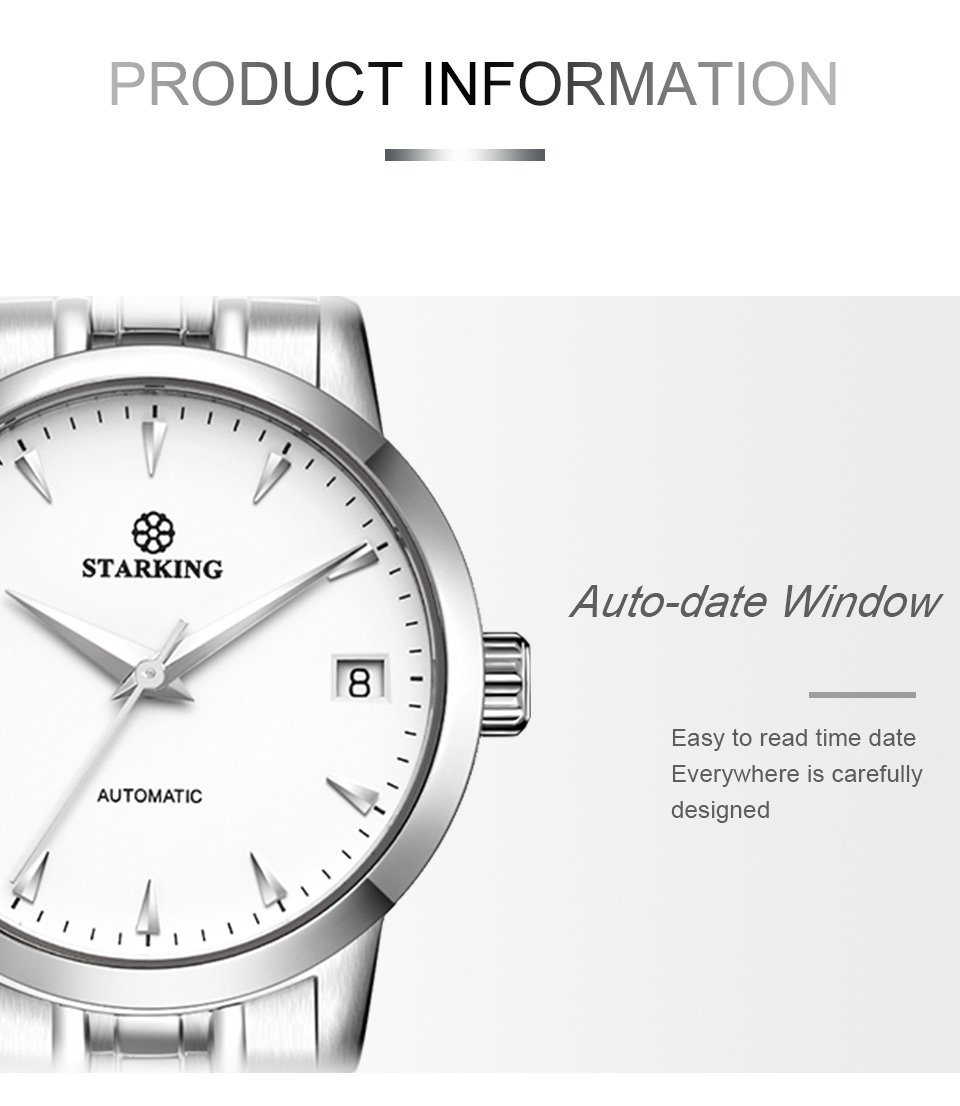 PRODUCT INFORMATION
STARKING
8
AUTOMATIC
Auto-date Window
Easy to read time date
Everywhere is carefully
designed